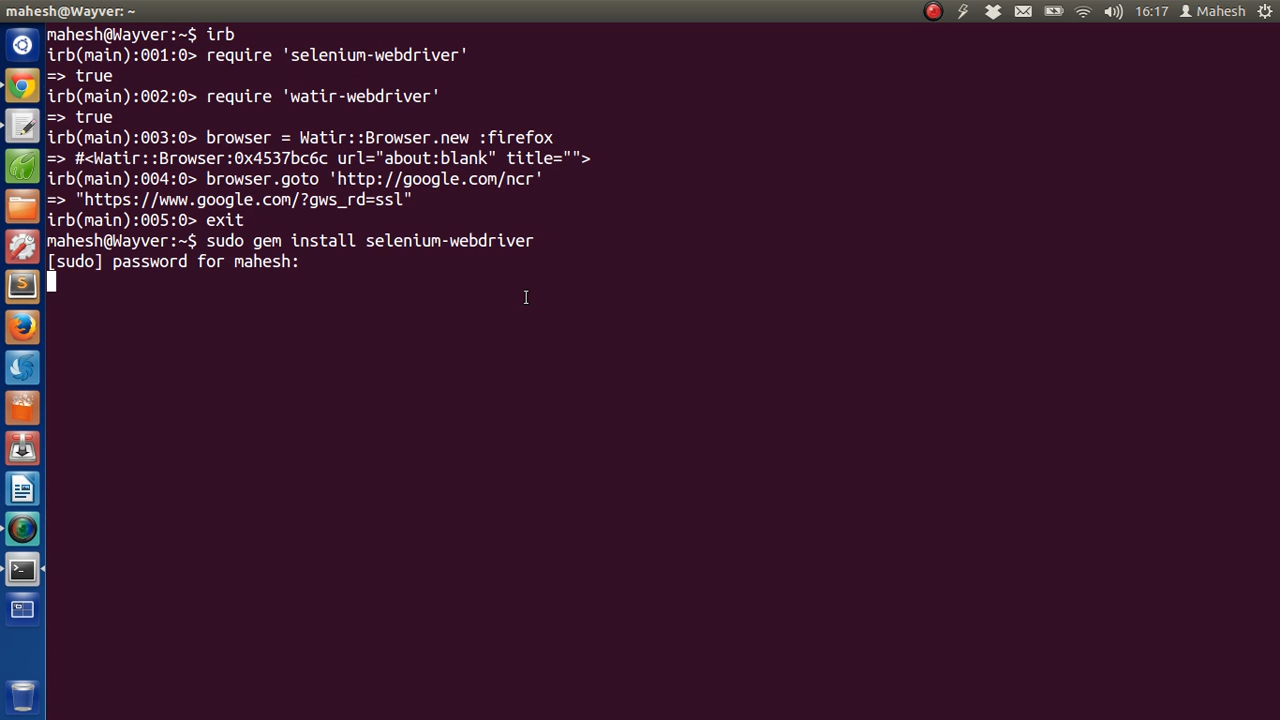 mahesh@Wayver: ~
16:17
Mahesh
mahesh@Wayver:~$ irb
irb(main):001:0> require 'selenium-webdriver'
=> true
irb(main):002:0> require 'watir-webdriver'
=> true
irb(main):003:0> browser = Watir::Browser.new :firefox
=> #<Watir::Browser:0x4537bc6c url="about:blank" title="">
irb(main):004:0> browser.goto 'http://google.com/ncr'
=> "https://www.google.com/?gws_rd=ssl"
irb(main):005:0> exit
mahesh@Wayver:~$ sudo gem install selenium-webdriver
[sudo] password for mahesh: